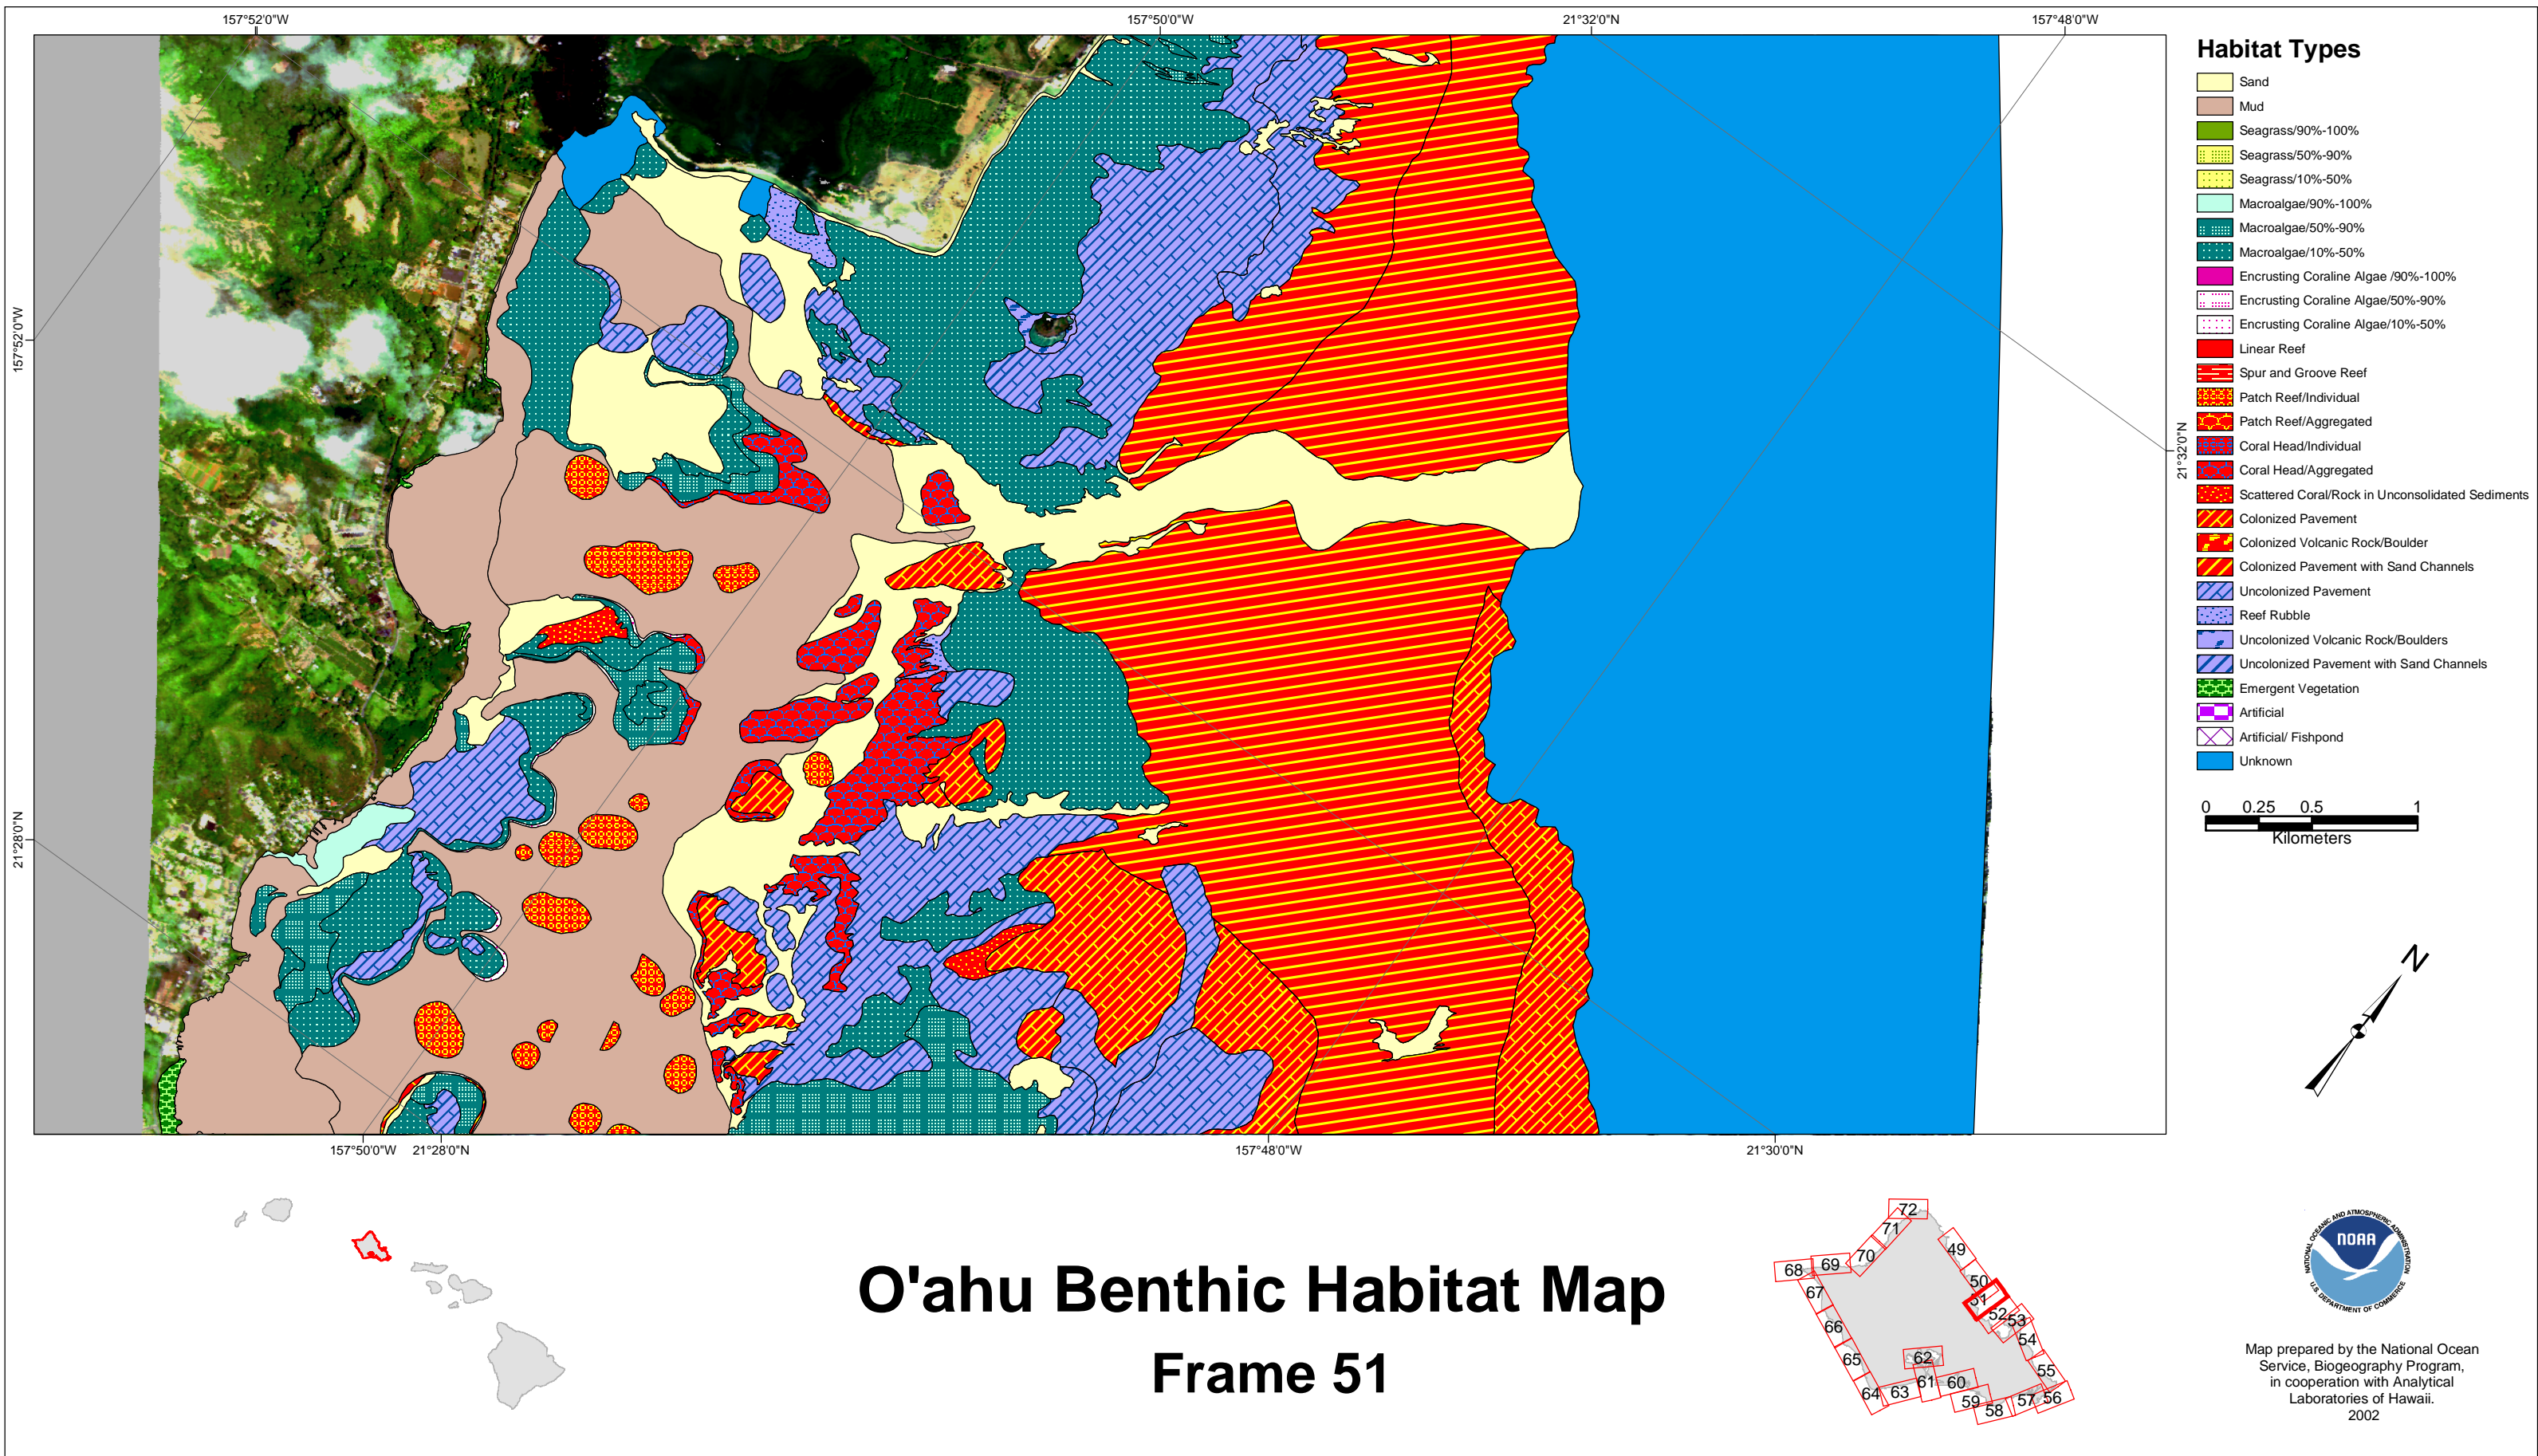 157°52'0"W
157°50'0"W
21°32'0"N
157°48'0"W
157°52'0"W
21°28'0"N
21°32'0"N
157°50'0"W
21°28'0"N
157°48'0"W
21°30'0"N
Habitat Types
Sand
Mud
Seagrass/90%-100%
Seagrass/50%-90%
Seagrass/10%-50%
Macroalgae/90%-100%
Macroalgae/50%-90%
Macroalgae/10%-50%
Encrusting Coraline Algae /90%-100%
Encrusting Coraline Algae/50%-90%
Encrusting Coraline Algae/10%-50%
Linear Reef
Spur and Groove Reef
Patch Reef/Individual
Patch Reef/Aggregated
Coral Head/Individual
Coral Head/Aggregated
Scattered Coral/Rock in Unconsolidated Sediments
Colonized Pavement
Colonized Volcanic Rock/Boulder
Colonized Pavement with Sand Channels
Uncolonized Pavement
Reef Rubble
Uncolonized Volcanic Rock/Boulders
Uncolonized Pavement with Sand Channels
Emergent Vegetation
Artificial
Artificial/ Fishpond
Unknown
0 0.25 0.5 1
Kilometers
N
O'ahu Benthic Habitat Map
Frame 51
72
71
49
70
69
68
50
67
51
52
53
66
54
62
65
55
61
60
64
63
59
58
57
56
NATIONAL OCEANIC AND ATMOSPHERIC ADMINISTRATION
NOAA
U.S. DEPARTMENT OF COMMERCE
Map prepared by the National Ocean
Service, Biogeography Program,
in cooperation with Analytical
Laboratories of Hawaii.
2002